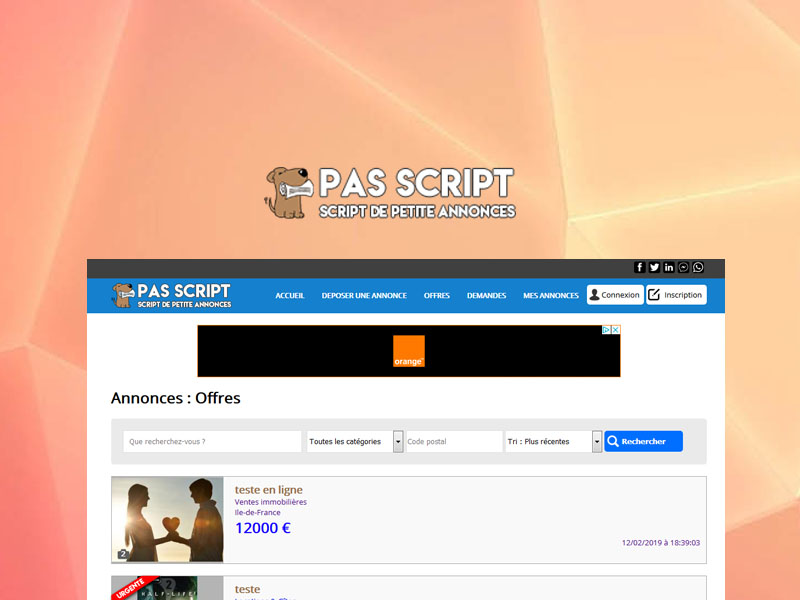 PAS SCRIPT
SCRIPT DE PETITE ANNONCES
PAS SCRIPT
SCRIPT DE PETITE ANNONCES
ACCUEIL DEPOSER UNE ANNONCE OFFRES DEMANDES MES ANNONCES Connexion Inscription
orange
Annonces : Offres
Que recherchez-vous ? Toutes les catégories Code postal Tri : Plus récentes Rechercher
teste en ligne
Ventes immobilières
Ile-de-France
12000 €
12/02/2019 à 18:39:03
2
URGENTE
HALF-LIFE
teste